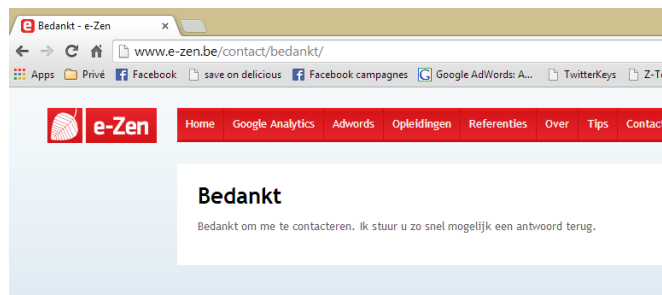 Bedankt - e-Zen
www.e-zen.be/contact/bedankt/
Apps Privé Facebook save on delicious Facebook campagnes Google AdWords: A... TwitterKeys
e-Zen Home Google Analytics Adwords Opleidingen Referenties Over Tips Contact
Bedankt
Bedankt om me te contacteren. Ik stuur u zo snel mogelijk een antwoord terug.